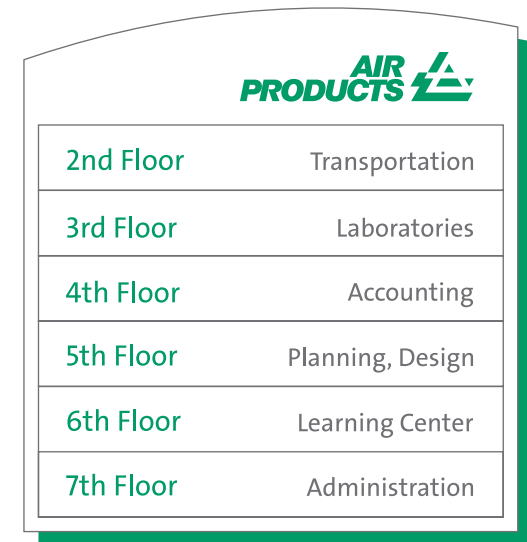 AIR
PRODUCTS
2nd Floor Transportation
3rd Floor Laboratories
4th Floor Accounting
5th Floor Planning, Design
6th Floor Learning Center
7th Floor Administration